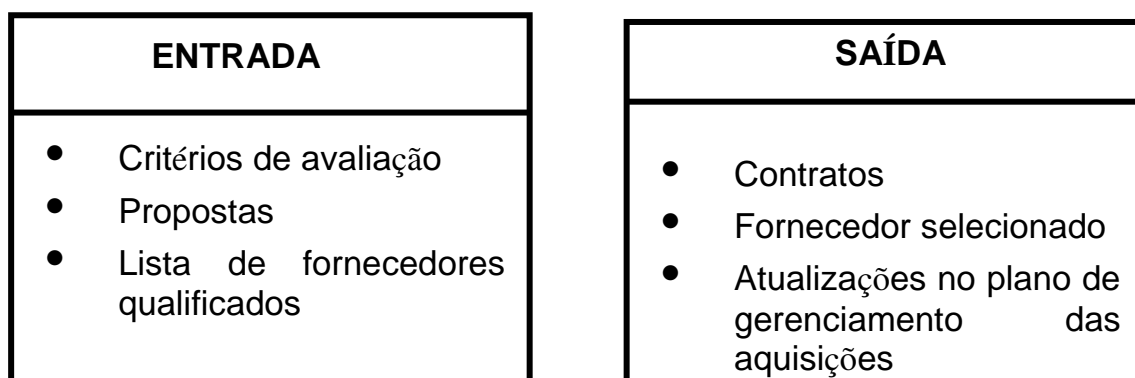 ENTRADA
• Critérios de avaliação
• Propostas
• Lista de fornecedores
qualificados
SAÍDA
• Contratos
• Fornecedor selecionado
• Atualizações no plano de
gerenciamento das
aquisições